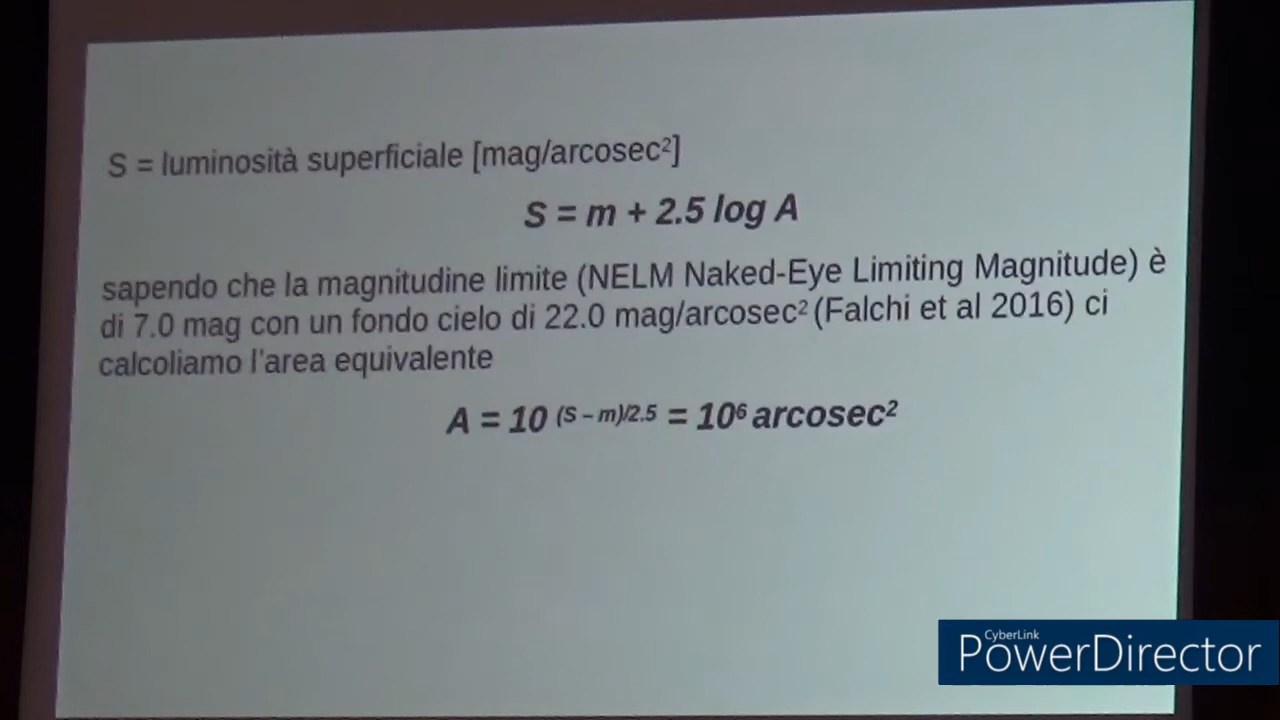 S = luminosità superficiale [mag/arcosec²]
S = m + 2.5 log A
sapendo che la magnitudine limite (NELM Naked-Eye Limiting Magnitude) è
di 7.0 mag con un fondo cielo di 22.0 mag/arcosec² (Falchi et al 2016) ci
calcoliamo l'area equivalente
A = 10 ⁽ˢ ⁻ ᵐ⁾/²·⁵ = 10⁶ arcosec²
CyberLink
PowerDirector